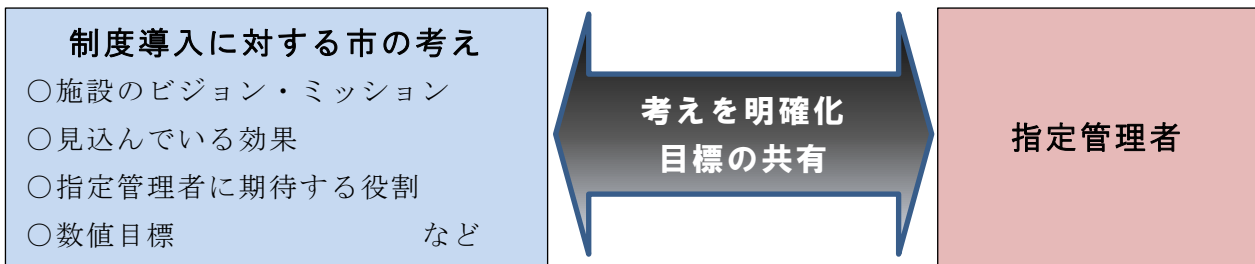 制度導入に対する市の考え
○施設のビジョン・ミッション
○見込んでいる効果
○指定管理者に期待する役割
○数値目標 など
考えを明確化
目標の共有
指定管理者